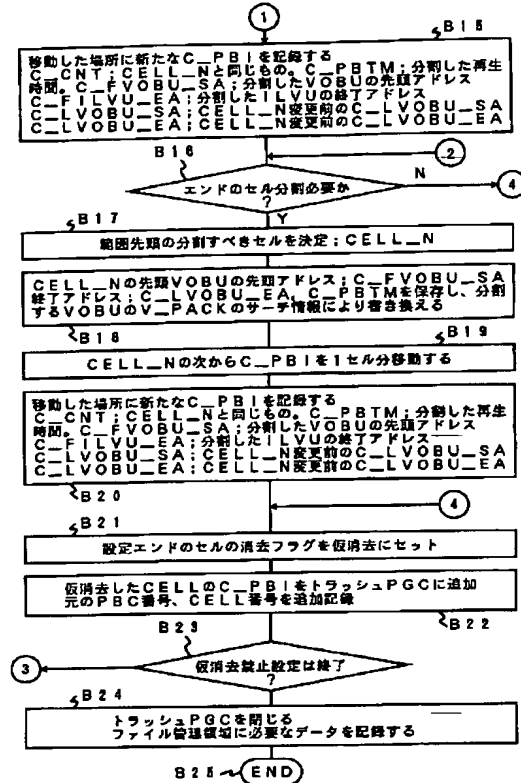 1
B15
移動した場所に新たなC_PBIを記録する
C_CNT;CELL_Nと同じもの。C_PBTM;分割した再生
時間。C_FVOBU_SA;分割したVOBUの先頭アドレス
C_FILVU_EA;分割したILVUの終了アドレス
C_LVOBU_SA;CELL_N変更前のC_LVOBU_SA
C_LVOBU_EA;CELL_N変更前のC_LVOBU_EA
B16
2
エンドのセル分割必要か
?
N
4
Y
B17
範囲先頭の分割すべきセルを決定;CELL_N
CELL_Nの先頭VOBUの先頭アドレス;C_FVOBU_SA
終了アドレス;C_LVOBU_EA、C_PBTMを保存し、分割
するVOBUのV_PACKのサーチ情報により書き換える
B18
B19
CELL_Nの次からC_PBIを1セル分移動する
移動した場所に新たなC_PBIを記録する
C_CNT;CELL_Nと同じもの。C_PBTM;分割した再生
時間。C_FVOBU_SA;分割したVOBUの先頭アドレス
C_FILVU_EA;分割したILVUの終了アドレス
C_LVOBU_SA;CELL_N変更前のC_LVOBU_SA
C_LVOBU_EA;CELL_N変更前のC_LVOBU_EA
B20
4
B21
設定エンドのセルの消去フラグを仮消去にセット
仮消去したCELLのC_PBIをトラッシュPGCに追加
元のPBC番号、CELL番号を追加記録
B22
B23
3
仮消去禁止設定は終了
?
B24
トラッシュPGCを閉じる
ファイル管理領域に必要なデータを記録する
B25
END